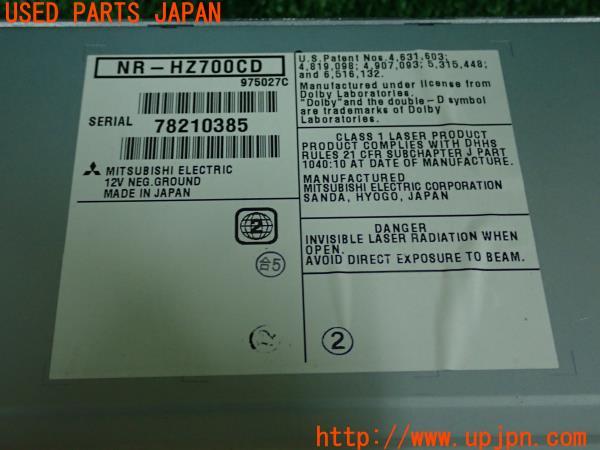 USED PARTS JAPAN
NR-HZ700CD
975027C
SERIAL 78210385
MITSUBISHI ELECTRIC
12V NEG.GROUND
MADE IN JAPAN
2
台5
U.S.Patent Nos. 4,631,603;
4,819,098; 4,907,093; 5,315,448;
and 6,516,132.
Manufactured under license from
Dolby Laboratories.
"Dolby" and the double-D symbol
are trademarks of Dolby
Laboratories.
CLASS 1 LASER PRODUCT
PRODUCT COMPLIES WITH DHHS
RULES 21 CFR SUBCHAPTER J PART
1040:10 AT DATE OF MANUFACTURE.
MANUFACTURED
MITSUBISHI ELECTRIC CORPORATION
SANDA, HYOGO, JAPAN
DANGER
INVISIBLE LASER RADIATION WHEN
OPEN.
AVOID DIRECT EXPOSURE TO BEAM.
2
http://www.upjpn.com/